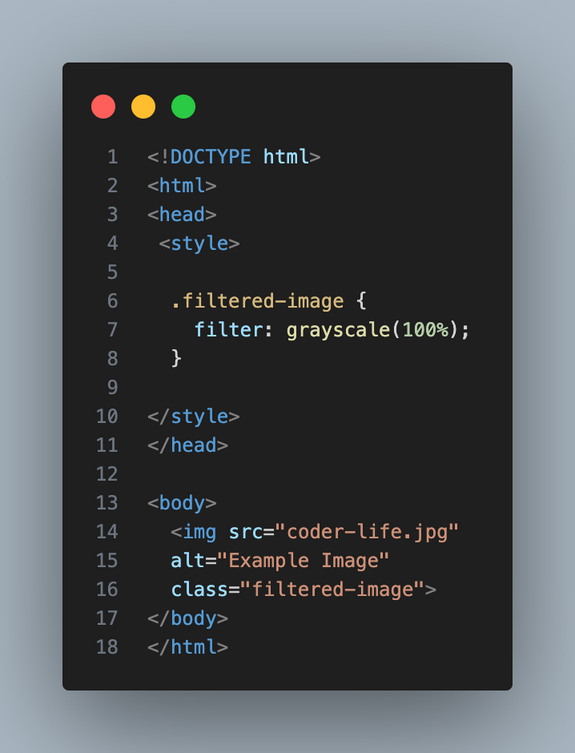 1 <!DOCTYPE html>
2 <html>
3 <head>
4 <style>
5
6 .filtered-image {
7 filter: grayscale(100%);
8 }
9
10 </style>
11 </head>
12
13 <body>
14 <img src="coder-life.jpg"
15 alt="Example Image"
16 class="filtered-image">
17 </body>
18 </html>